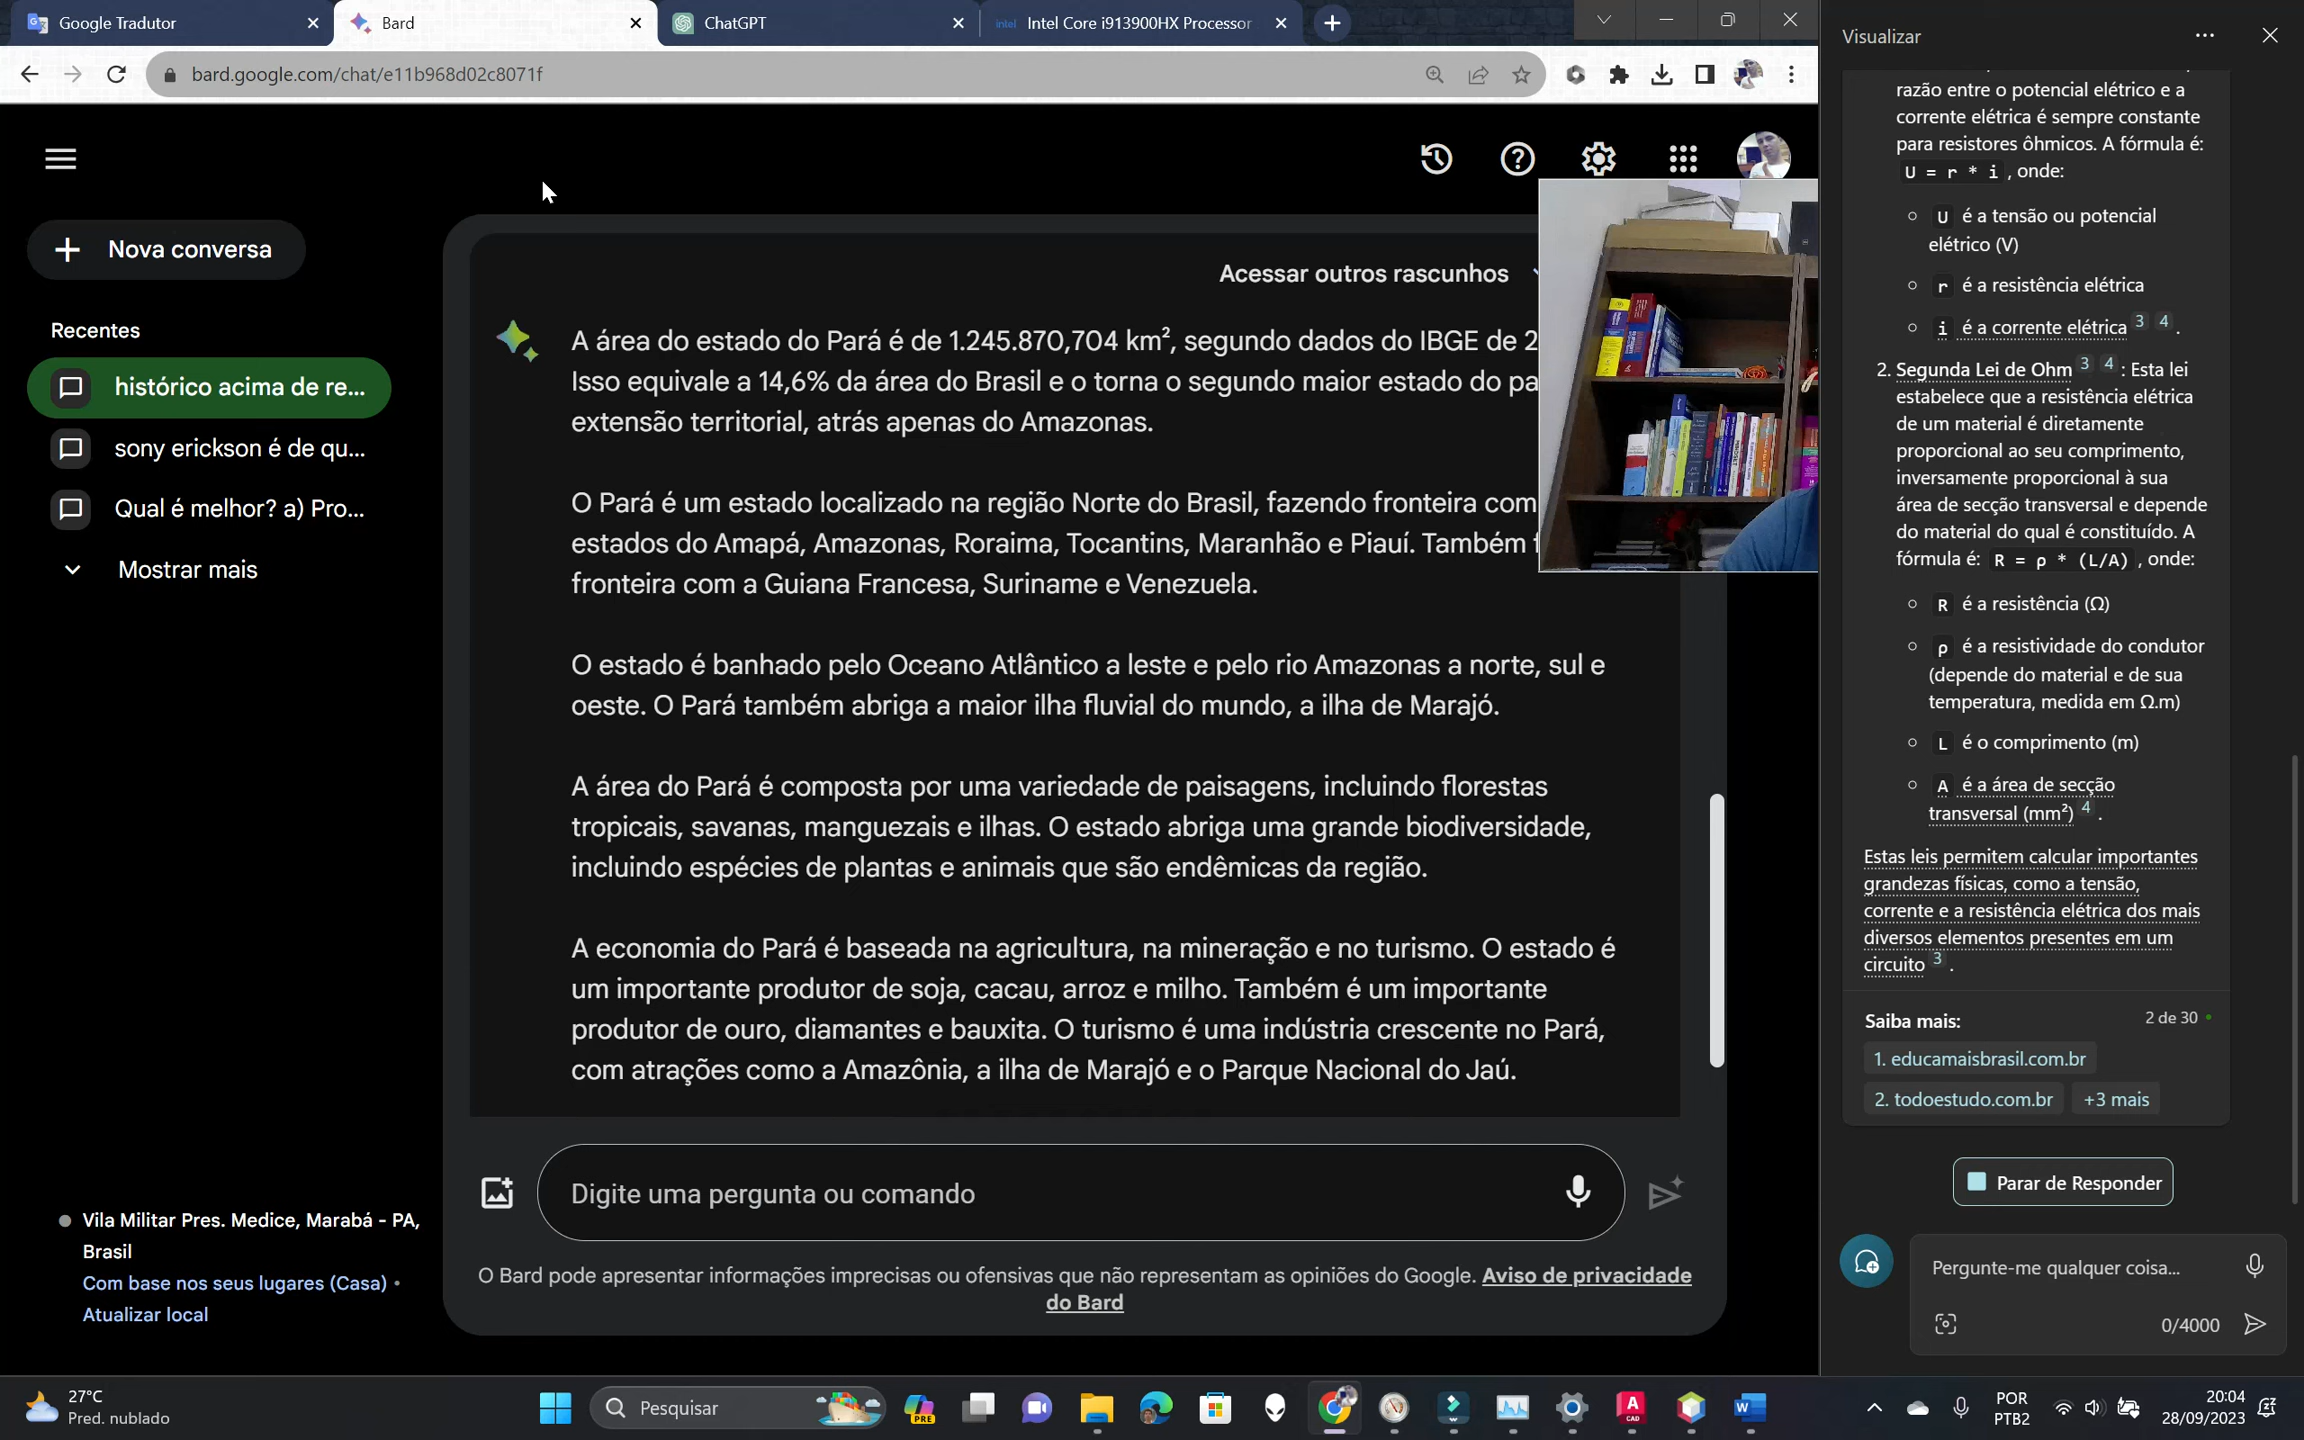 Google Tradutor
Bard
ChatGPT
intel Intel Core i913900HX Processor
bard.google.com/chat/e11b968d02c8071f
Nova conversa
Recentes
histórico acima de re...
sony erickson é de qu...
Qual é melhor? a) Pro...
Mostrar mais
Vila Militar Pres. Medice, Marabá - PA,
Brasil
Com base nos seus lugares (Casa) •
Atualizar local
Acessar outros rascunhos
A área do estado do Pará é de 1.245.870,704 km², segundo dados do IBGE de 2
Isso equivale a 14,6% da área do Brasil e o torna o segundo maior estado do pa
extensão territorial, atrás apenas do Amazonas.
O Pará é um estado localizado na região Norte do Brasil, fazendo fronteira com
estados do Amapá, Amazonas, Roraima, Tocantins, Maranhão e Piauí. Também f
fronteira com a Guiana Francesa, Suriname e Venezuela.
O estado é banhado pelo Oceano Atlântico a leste e pelo rio Amazonas a norte, sul e
oeste. O Pará também abriga a maior ilha fluvial do mundo, a ilha de Marajó.
A área do Pará é composta por uma variedade de paisagens, incluindo florestas
tropicais, savanas, manguezais e ilhas. O estado abriga uma grande biodiversidade,
incluindo espécies de plantas e animais que são endêmicas da região.
A economia do Pará é baseada na agricultura, na mineração e no turismo. O estado é
um importante produtor de soja, cacau, arroz e milho. Também é um importante
produtor de ouro, diamantes e bauxita. O turismo é uma indústria crescente no Pará,
com atrações como a Amazônia, a ilha de Marajó e o Parque Nacional do Jaú.
Digite uma pergunta ou comando
O Bard pode apresentar informações imprecisas ou ofensivas que não representam as opiniões do Google. Aviso de privacidade
do Bard
Visualizar
razão entre o potencial elétrico e a
corrente elétrica é sempre constante
para resistores ôhmicos. A fórmula é:
U = r * i , onde:
U é a tensão ou potencial
elétrico (V)
r é a resistência elétrica
i é a corrente elétrica 3 4 .
2. Segunda Lei de Ohm 3 4 : Esta lei
estabelece que a resistência elétrica
de um material é diretamente
proporcional ao seu comprimento,
inversamente proporcional à sua
área de secção transversal e depende
do material do qual é constituído. A
fórmula é: R = ρ * (L/A) , onde:
R é a resistência (Ω)
ρ é a resistividade do condutor
(depende do material e de sua
temperatura, medida em Ω.m)
L é o comprimento (m)
A é a área de secção
transversal (mm²) 4 .
Estas leis permitem calcular importantes
grandezas físicas, como a tensão,
corrente e a resistência elétrica dos mais
diversos elementos presentes em um
circuito 3 .
Saiba mais: 2 de 30
1. educamaisbrasil.com.br
2. todoestudo.com.br +3 mais
Parar de Responder
Pergunte-me qualquer coisa...
0/4000
27°C
Pred. nublado
Pesquisar
PRE
CAD
POR
PTB2
20:04
28/09/2023